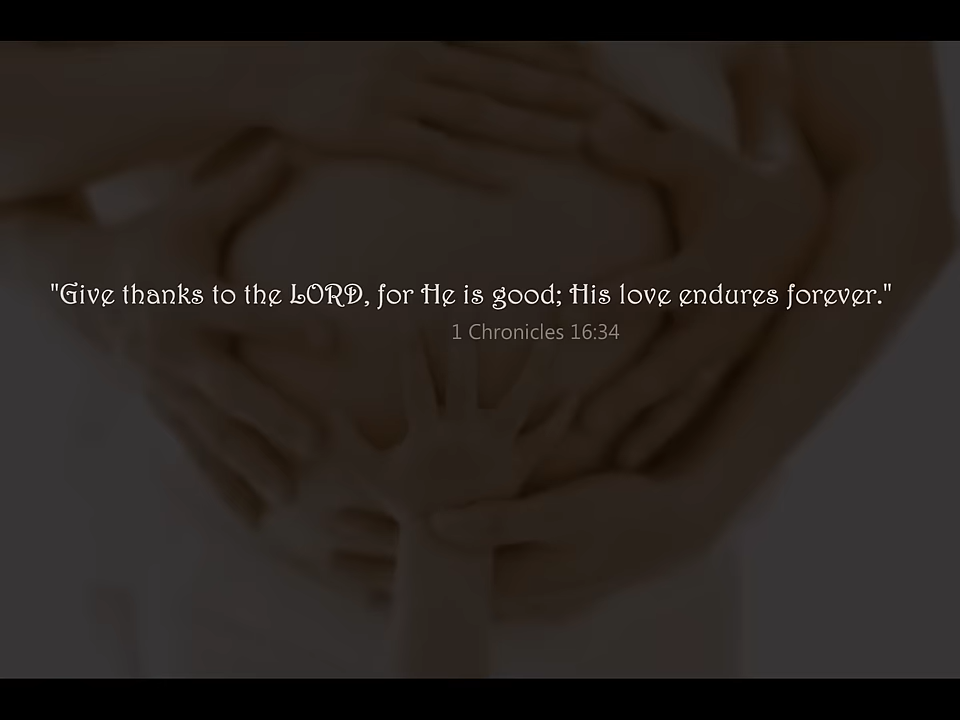 "Give thanks to the LORD, for He is good; His love endures forever."
1 Chronicles 16:34